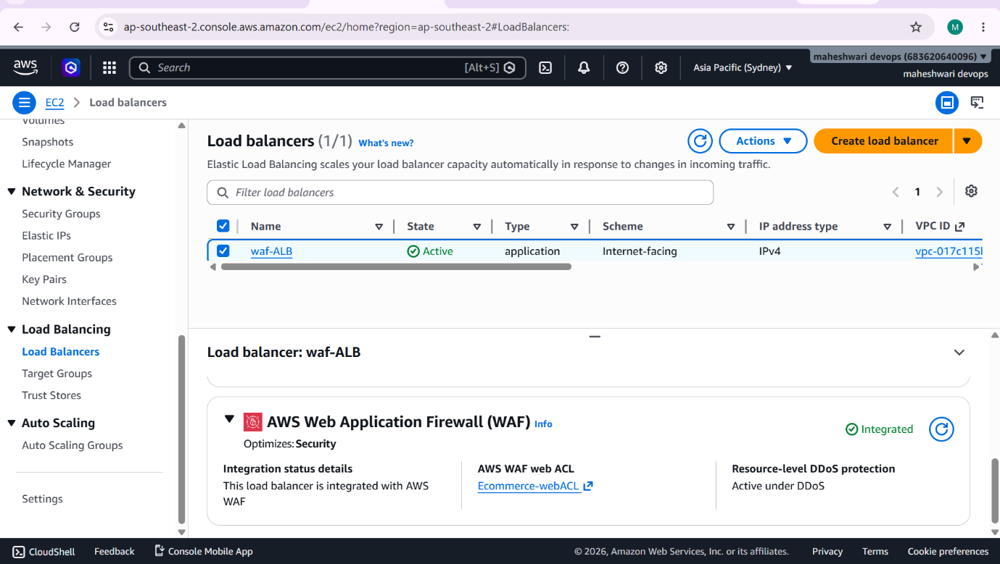 ap-southeast-2.console.aws.amazon.com/ec2/home?region=ap-southeast-2#LoadBalancers:
M
aws
Search
[Alt+S]
Asia Pacific (Sydney)
maheshwari devops (683620640096)
maheshwari devops
EC2
Load balancers
Volumes
Snapshots
Lifecycle Manager
Network & Security
Security Groups
Elastic IPs
Placement Groups
Key Pairs
Network Interfaces
Load Balancing
Load Balancers
Target Groups
Trust Stores
Auto Scaling
Auto Scaling Groups
Settings
Load balancers (1/1) What's new?
Actions
Create load balancer
Elastic Load Balancing scales your load balancer capacity automatically in response to changes in incoming traffic.
Filter load balancers
1
Name State Type Scheme IP address type VPC ID
waf-ALB Active application Internet-facing IPv4 vpc-017c115
Load balancer: waf-ALB
AWS Web Application Firewall (WAF) Info
Optimizes: Security
Integrated
Integration status details
This load balancer is integrated with AWS
WAF
AWS WAF web ACL
Ecommerce-webACL
Resource-level DDoS protection
Active under DDoS
CloudShell Feedback Console Mobile App © 2026, Amazon Web Services, Inc. or its affiliates. Privacy Terms Cookie preferences